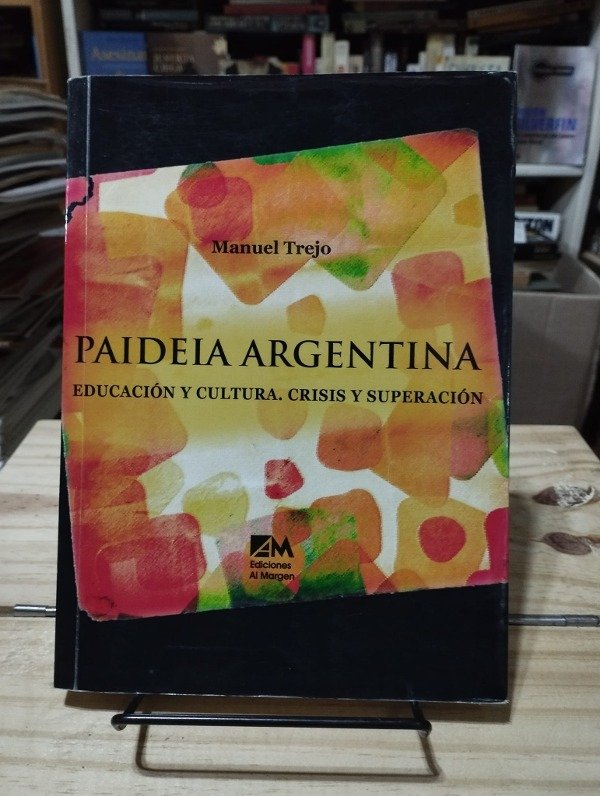 Manuel Trejo
PAIDEIA ARGENTINA
EDUCACIÓN Y CULTURA. CRISIS Y SUPERACIÓN
AM
Ediciones
Al Margen